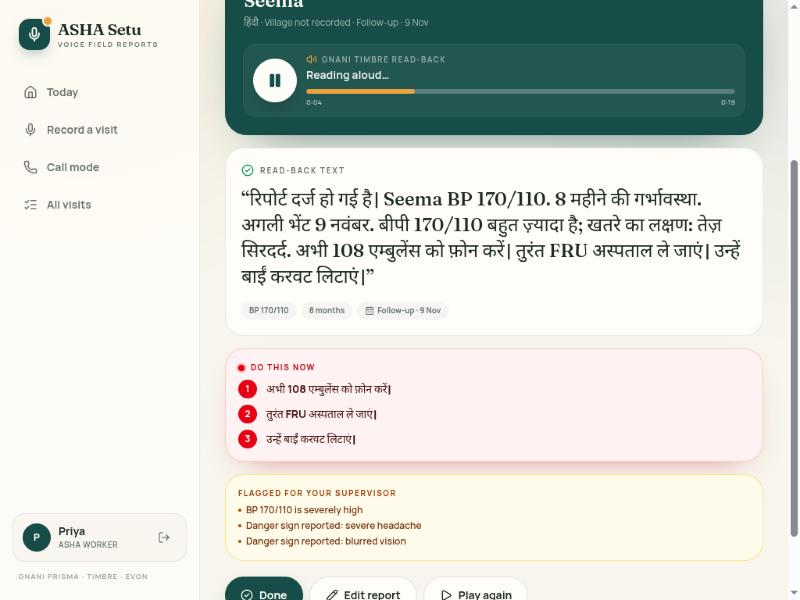 ASHA Setu
VOICE FIELD REPORTS
Today
Record a visit
Call mode
All visits
P
Priya
ASHA WORKER
GNANI PRISMA · TIMBRE · EVON
Seema
हिंदी · Village not recorded · Follow-up · 9 Nov
GNANI TIMBRE READ-BACK
Reading aloud...
0:04
0:19
READ-BACK TEXT
“रिपोर्ट दर्ज हो गई है| Seema BP 170/110. 8 महीने की गर्भावस्था.
अगली भेंट 9 नवंबर. बीपी 170/110 बहुत ज़्यादा है; खतरे का लक्षण: तेज़
सिरदर्द. अभी 108 एम्बुलेंस को फ़ोन करें| तुरंत FRU अस्पताल ले जाएं| उन्हें
बाईं करवट लिटाएं|”
BP 170/110
8 months
Follow-up · 9 Nov
DO THIS NOW
1 अभी 108 एम्बुलेंस को फ़ोन करें|
2 तुरंत FRU अस्पताल ले जाएं|
3 उन्हें बाईं करवट लिटाएं|
FLAGGED FOR YOUR SUPERVISOR
• BP 170/110 is severely high
• Danger sign reported: severe headache
• Danger sign reported: blurred vision
Done
Edit report
Play again